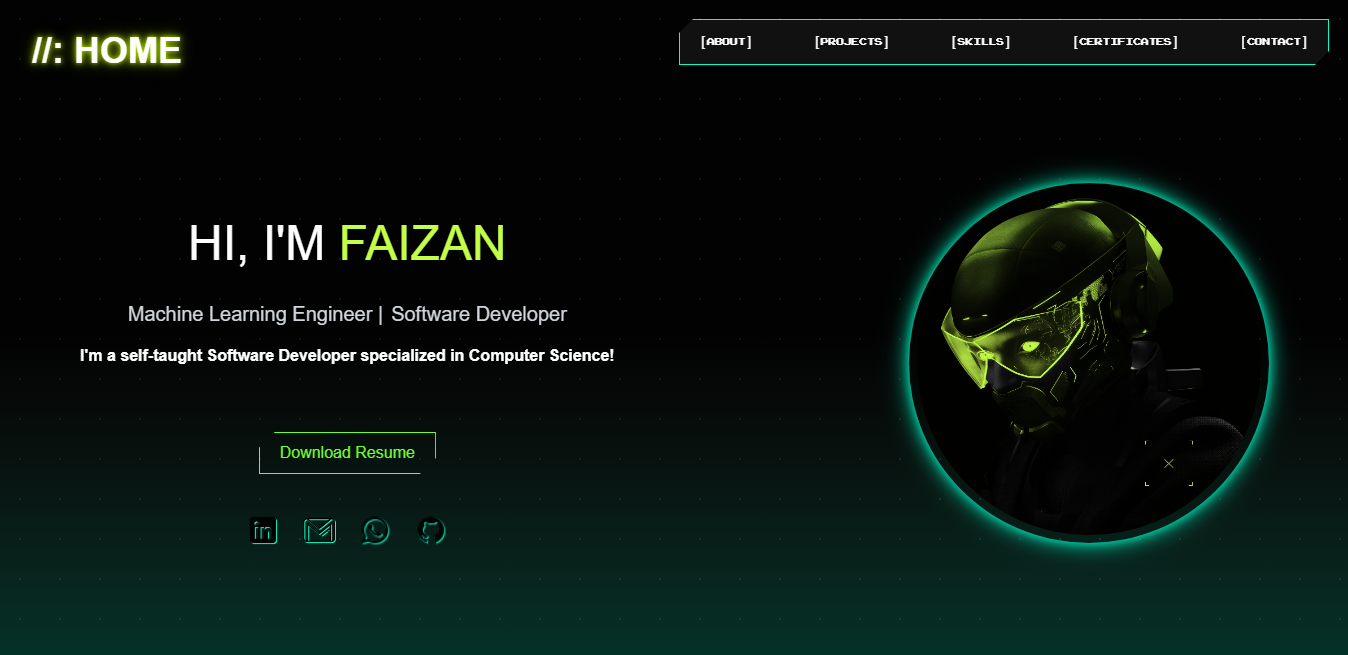 //: HOME
[ABOUT] [PROJECTS] [SKILLS] [CERTIFICATES] [CONTACT]
HI, I'M FAIZAN
Machine Learning Engineer | Software Developer
I'm a self-taught Software Developer specialized in Computer Science!
Download Resume
in